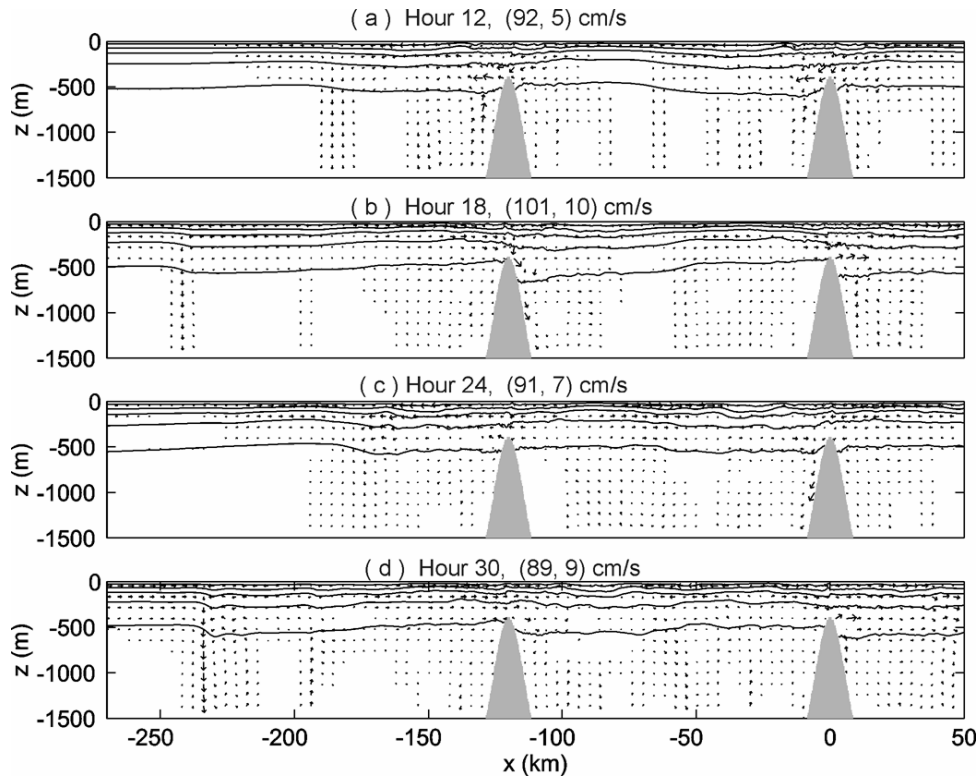 ( a ) Hour 12, (92, 5) cm/s
0
-500
-1000
-1500
z (m)
( b ) Hour 18, (101, 10) cm/s
0
-500
-1000
-1500
z (m)
( c ) Hour 24, (91, 7) cm/s
0
-500
-1000
-1500
z (m)
( d ) Hour 30, (89, 9) cm/s
0
-500
-1000
-1500
z (m)
-250 -200 -150 -100 -50 0 50
x (km)